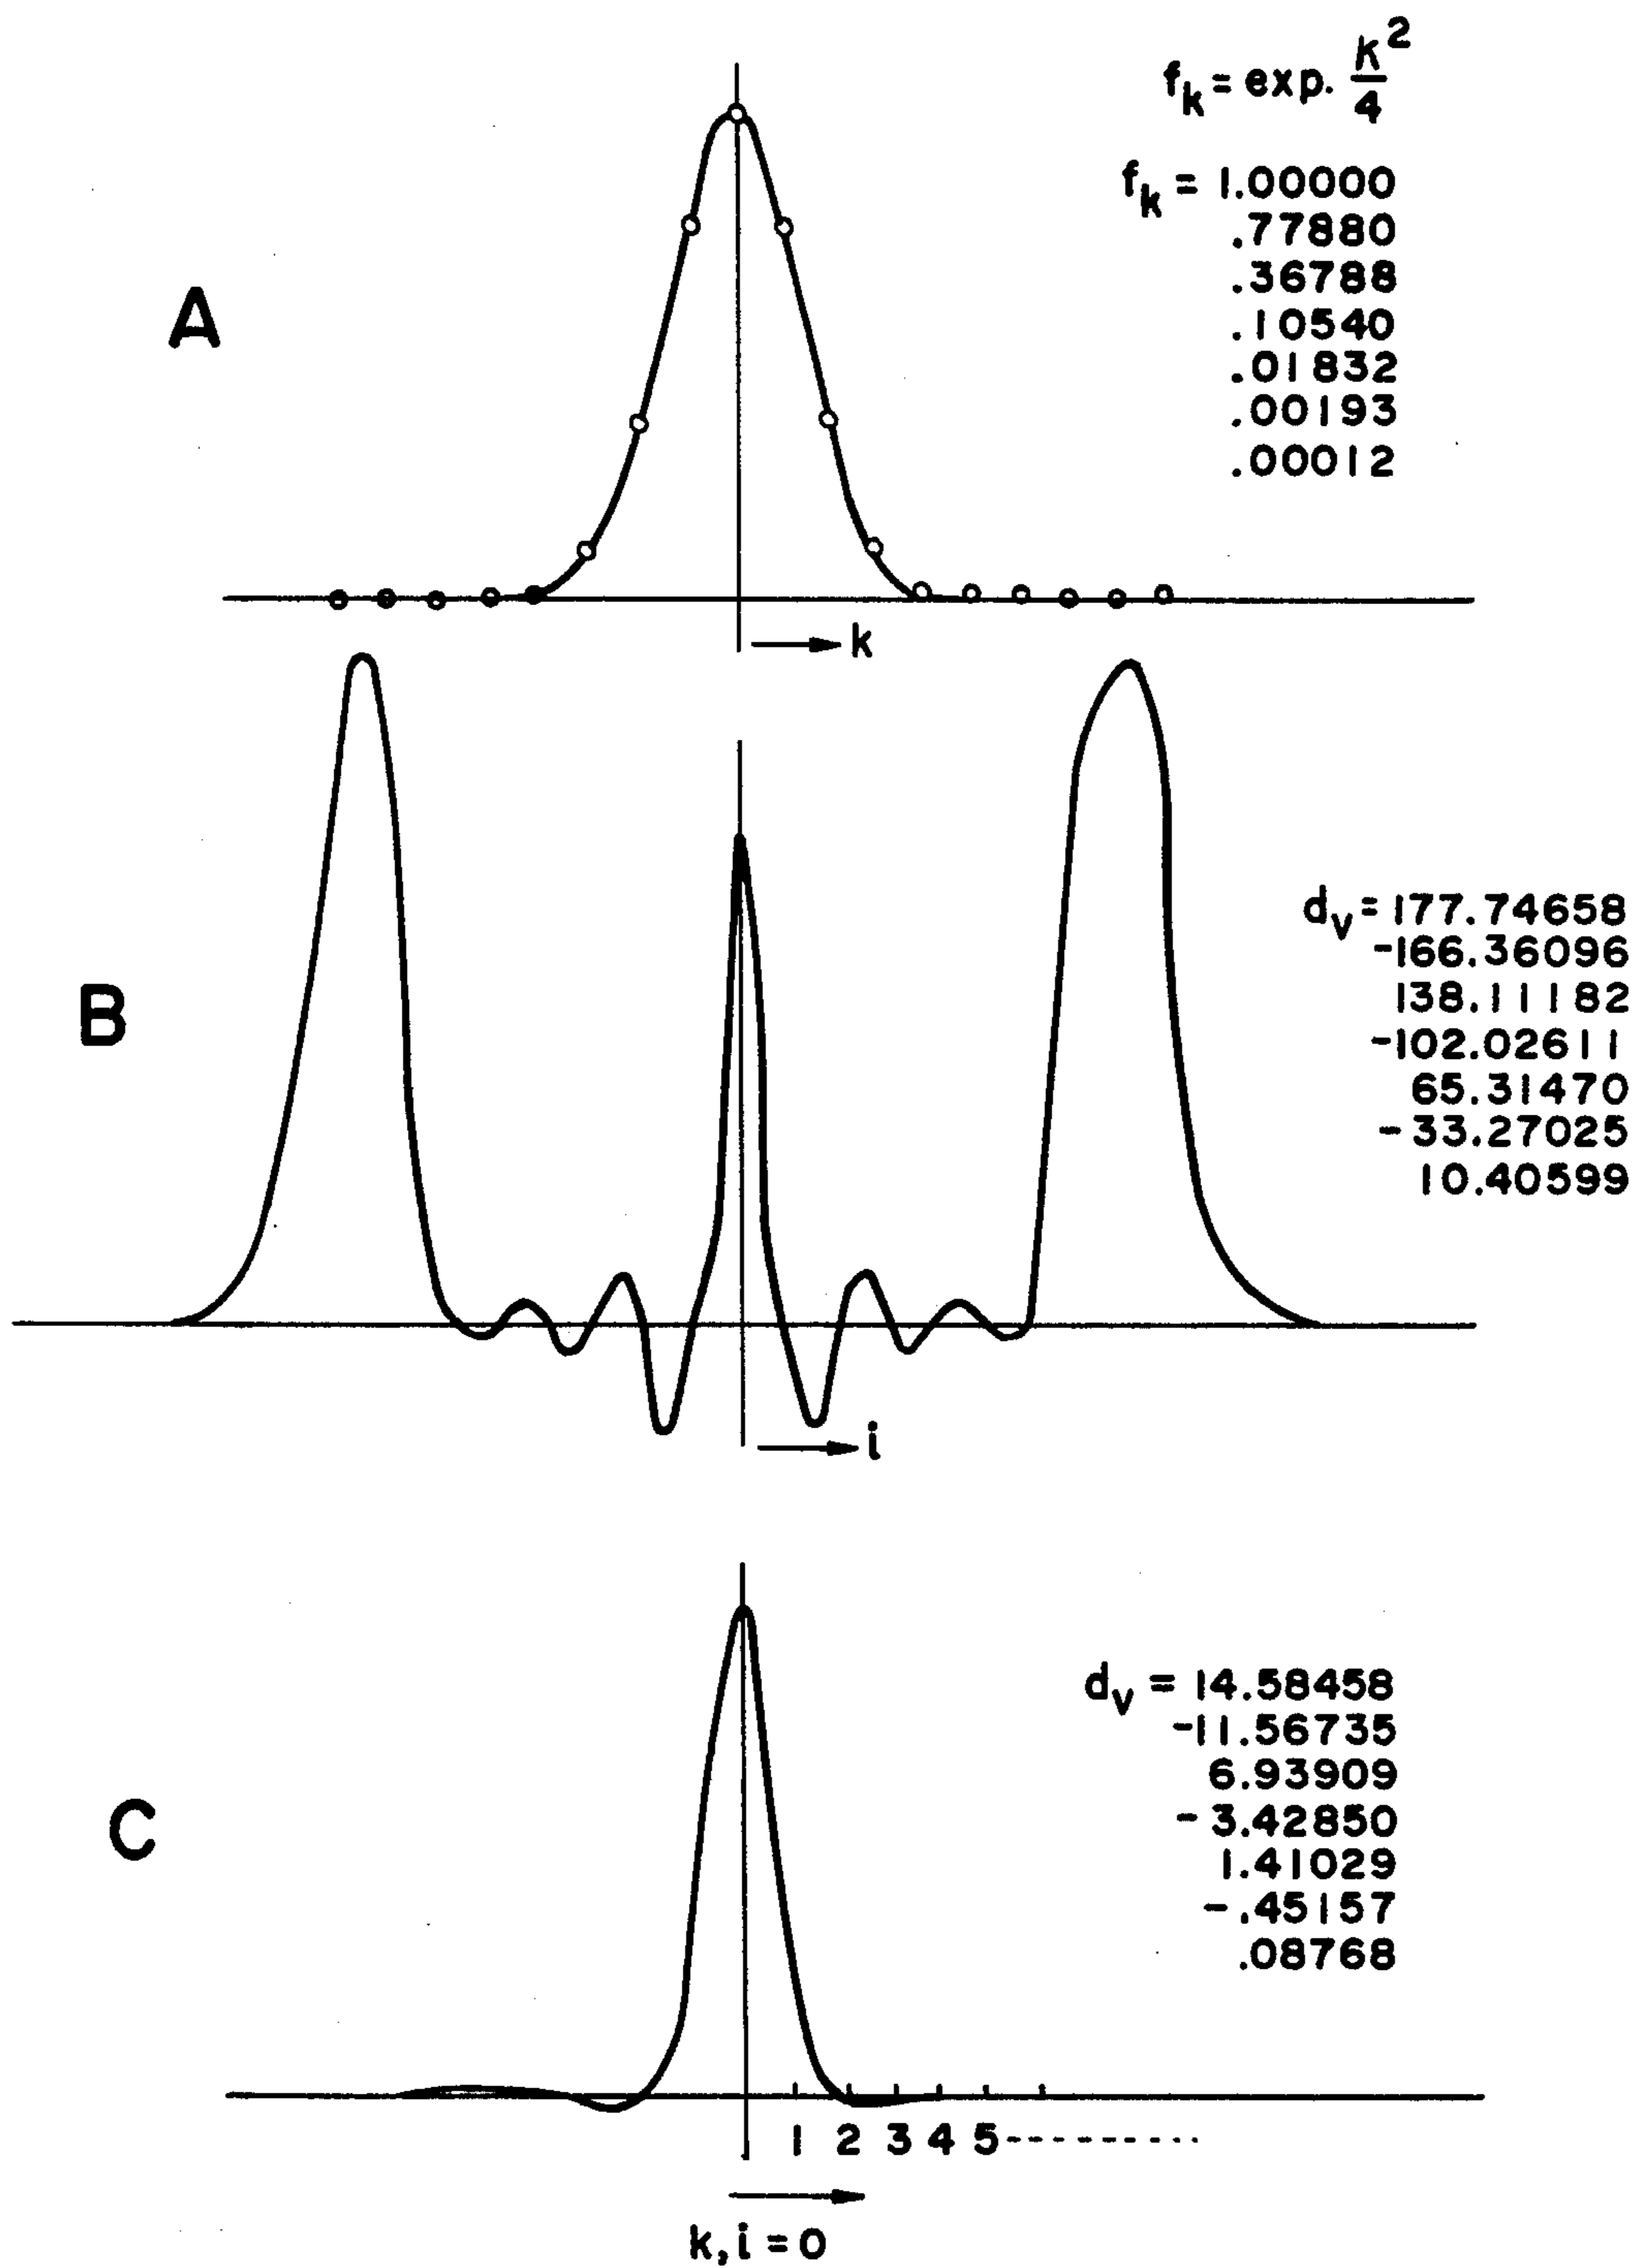 f_k = exp. k²/4
f_k = 1.00000
.77880
.36788
.10540
.01832
.00193
.00012
A
k
B
d_v = 177.74658
-166.36096
138.11182
-102.02611
65.31470
-33.27025
10.40599
i
C
d_v = 14.58458
-11.56735
6.93909
-3.42850
1.41029
-.45157
.08768
1 2 3 4 5 ----------
k, i = 0